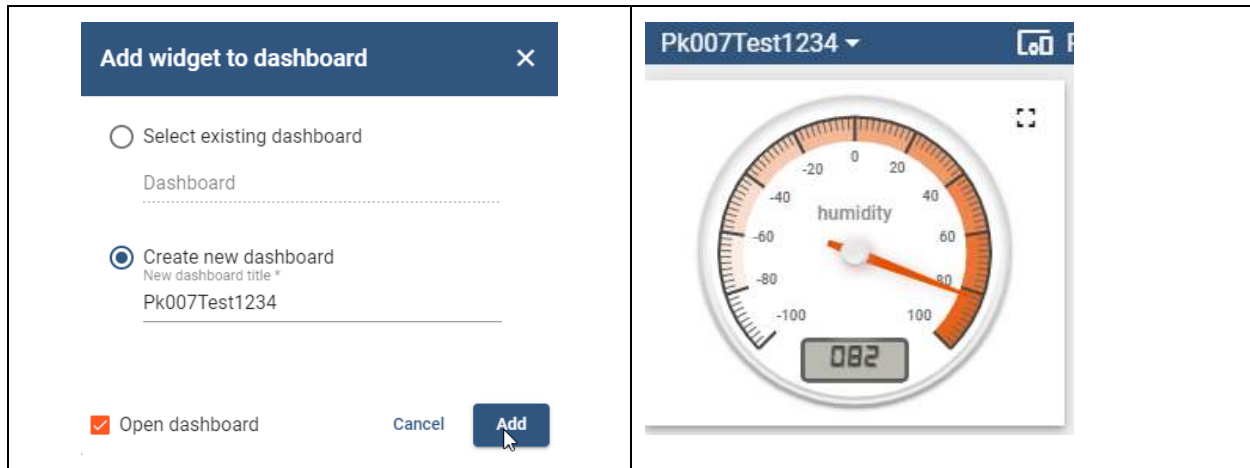 Add widget to dashboard
Select existing dashboard
Dashboard
Create new dashboard
New dashboard title *
Pk007Test1234
Open dashboard
Cancel
Add
Pk007Test1234
0
-20
20
-40
40
humidity
-60
60
-80
80
-100
100
082